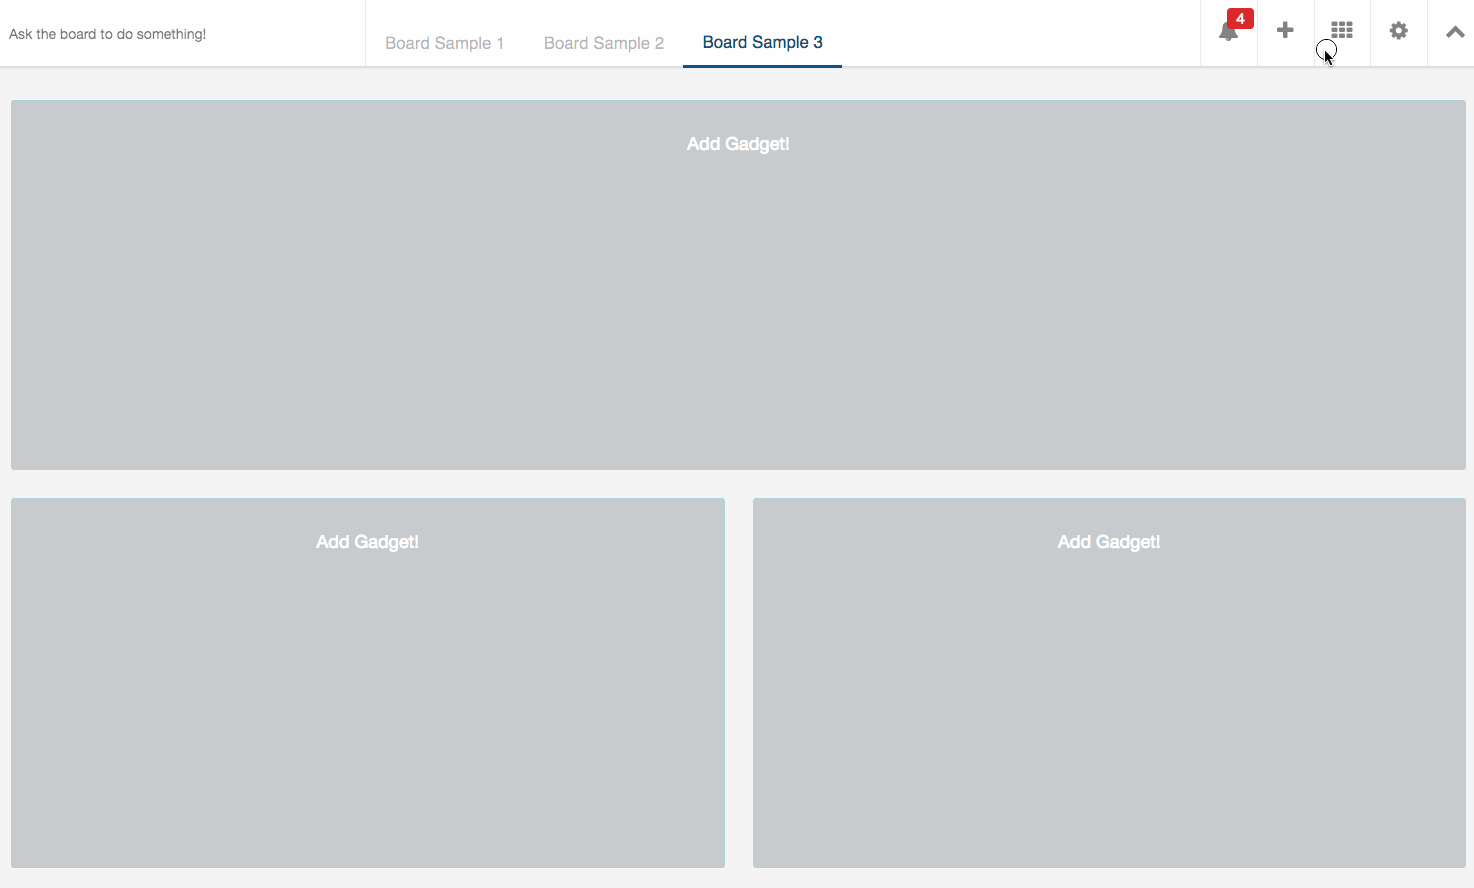 Ask the board to do something!
Board Sample 1
Board Sample 2
Board Sample 3
4
Add Gadget!
Add Gadget!
Add Gadget!